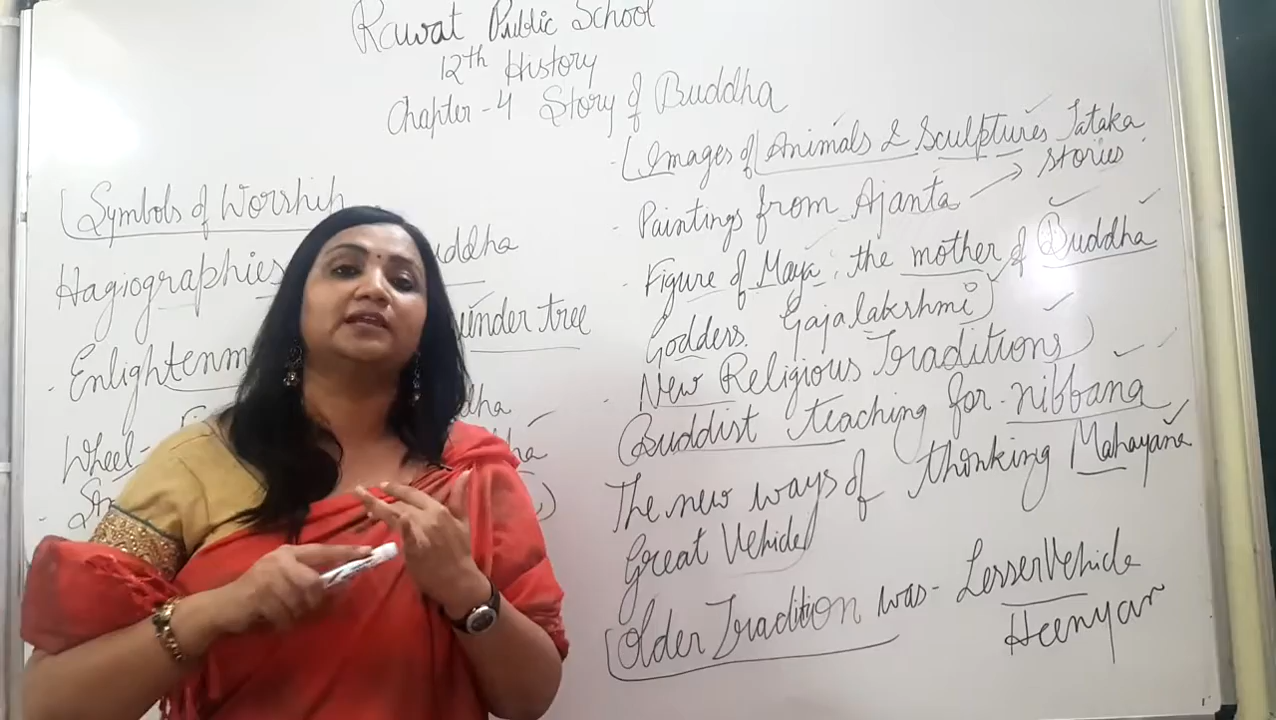 Rawat Public School
12th History
Chapter-4 Story of Buddha
Symbols of Worship
Hagiographies uddha
under tree
Enlightenm
dha
Wheel-
· Images of Animals & Sculptures Jataka
stories
· Paintings from Ajanta →
· Figure of Maya: the mother of Buddha
Godders. Gajalakshmi
· New Religious Traditions
Buddist teaching for nibbana
The new ways of thinking Mahayana
Great Vehicle
Older Tradition was- Lesser Vehicle
Heenyan